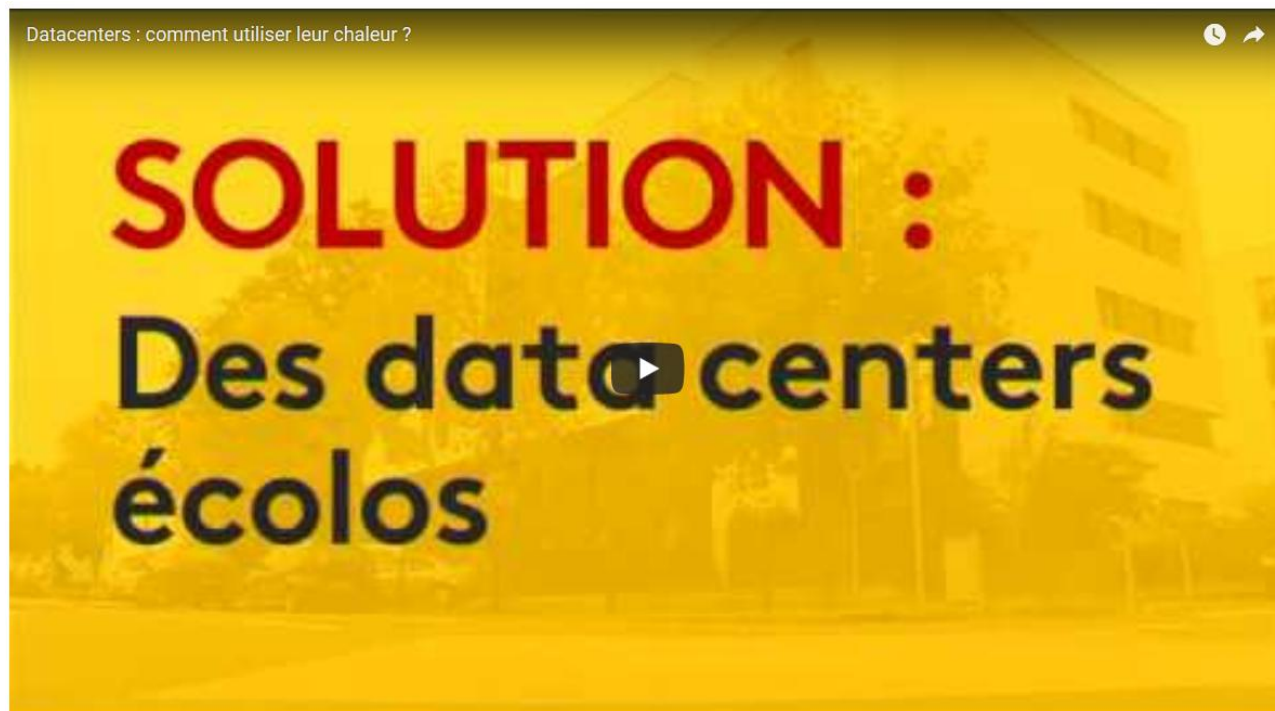 Datacenters : comment utiliser leur chaleur ?
SOLUTION :
Des data centers
écolos